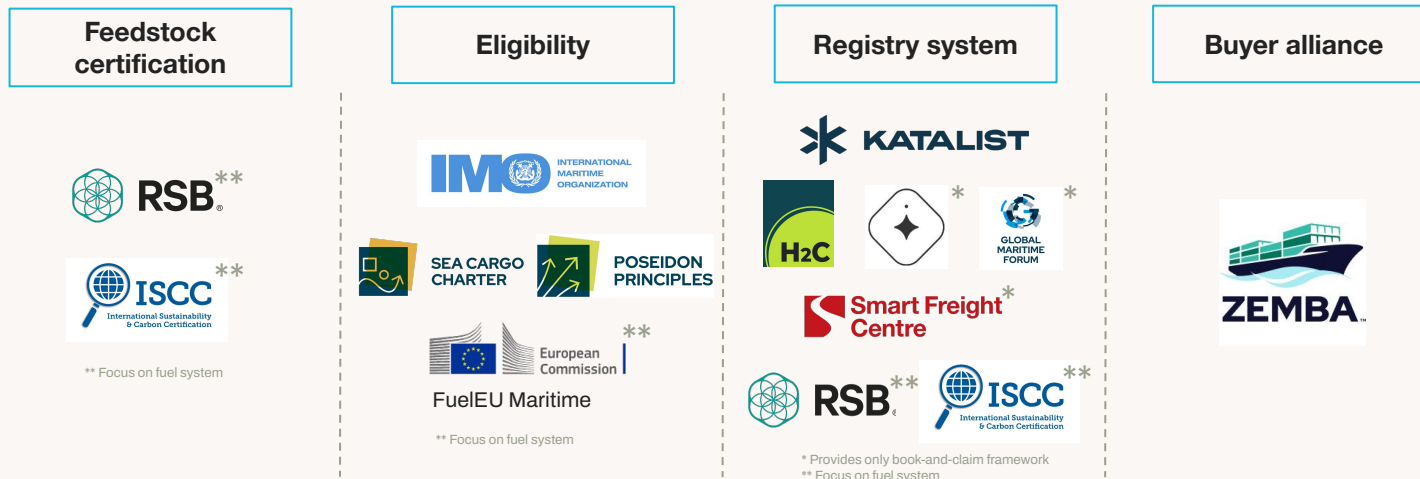 Feedstock
certification
RSB®**
ISCC**
International Sustainability
& Carbon Certification
** Focus on fuel system
Eligibility
IMO INTERNATIONAL
MARITIME
ORGANIZATION
SEA CARGO
CHARTER
POSEIDON
PRINCIPLES
European
Commission
**
FuelEU Maritime
** Focus on fuel system
Registry system
KATALIST
H2C
*
GLOBAL
MARITIME
FORUM
*
Smart Freight
Centre
*
RSB®**
ISCC**
International Sustainability
& Carbon Certification
* Provides only book-and-claim framework
** Focus on fuel system
Buyer alliance
ZEMBA™